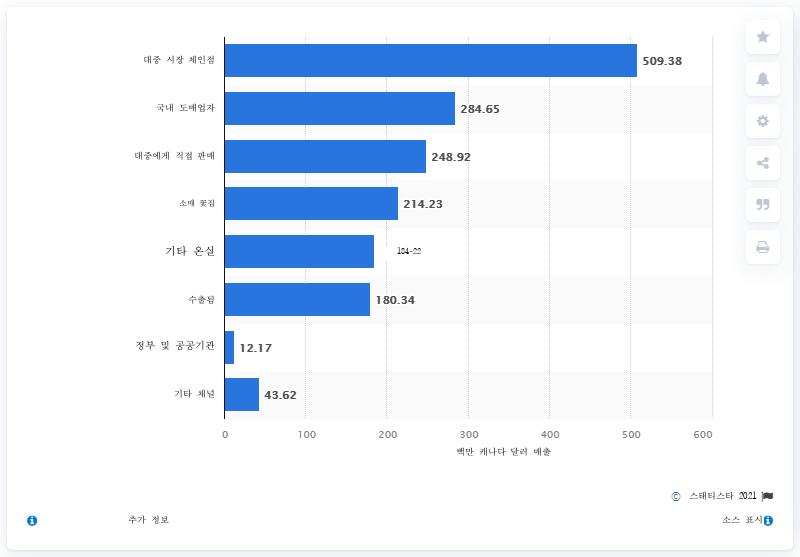 대중 시장 체인점
509.38
국내 도매업자
284.65
대중에게 직접 판매
248.92
소매 꽃집
214.23
기타 온실
184-22
수출됨
180.34
정부 및 공공기관
12.17
기타 채널
43.62
0 100 200 300 400 500 600
백만 캐나다 달러 매출
© 스태티스타 2021
추가 정보
소스 표시